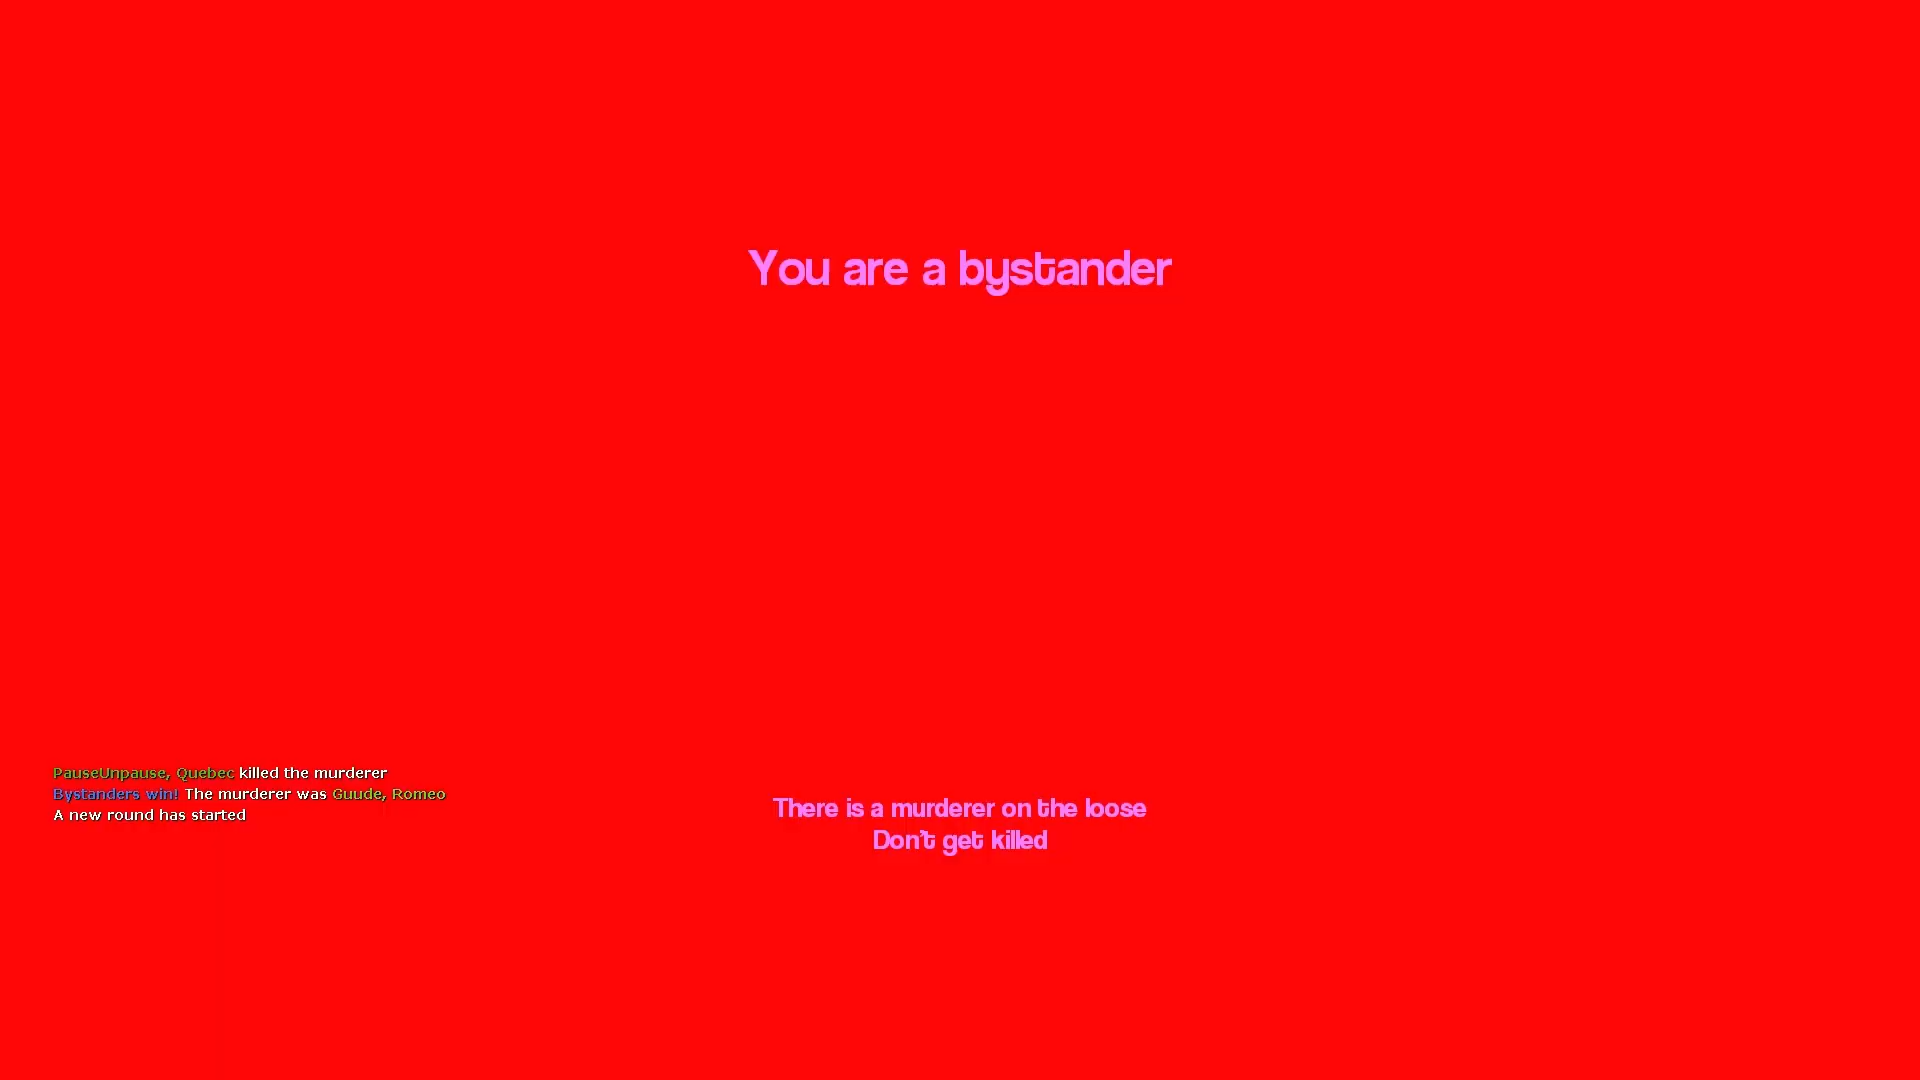 You are a bystander
PauseUnpause, Quebec killed the murderer
Bystanders win! The murderer was Guude, Romeo
A new round has started
There is a murderer on the loose
Don't get killed